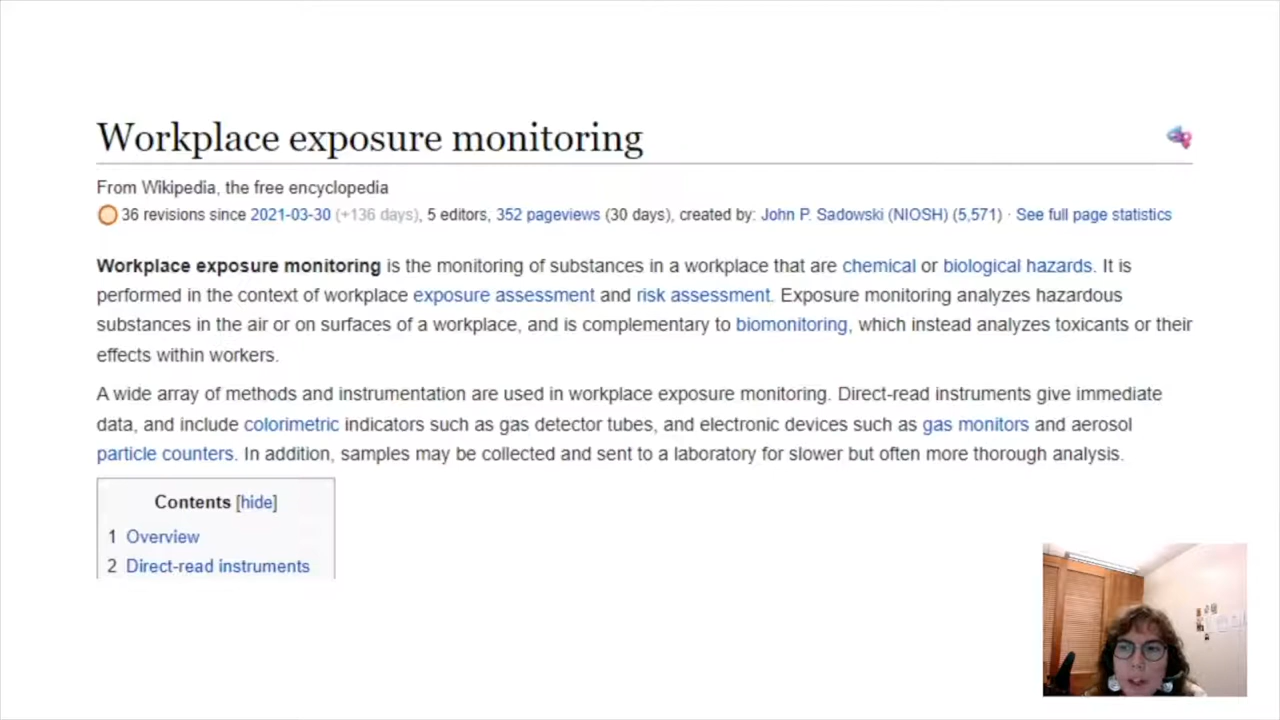 Workplace exposure monitoring
From Wikipedia, the free encyclopedia
36 revisions since 2021-03-30 (+136 days), 5 editors, 352 pageviews (30 days), created by: John P. Sadowski (NIOSH) (5,571) · See full page statistics
Workplace exposure monitoring is the monitoring of substances in a workplace that are chemical or biological hazards. It is
performed in the context of workplace exposure assessment and risk assessment. Exposure monitoring analyzes hazardous
substances in the air or on surfaces of a workplace, and is complementary to biomonitoring, which instead analyzes toxicants or their
effects within workers.
A wide array of methods and instrumentation are used in workplace exposure monitoring. Direct-read instruments give immediate
data, and include colorimetric indicators such as gas detector tubes, and electronic devices such as gas monitors and aerosol
particle counters. In addition, samples may be collected and sent to a laboratory for slower but often more thorough analysis.
Contents [hide]
1 Overview
2 Direct-read instruments